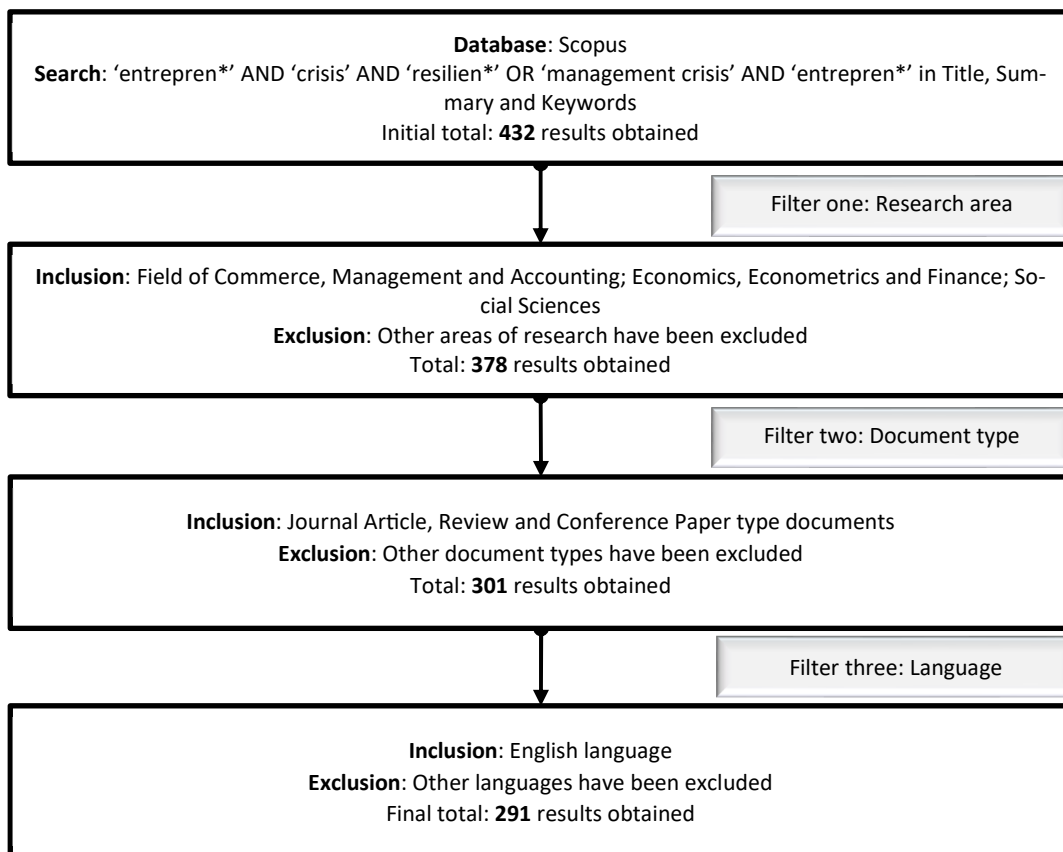 Database: Scopus
Search: ‘entrepren*’ AND ‘crisis’ AND ‘resilien*’ OR ‘management crisis’ AND ‘entrepren*’ in Title, Sum-
mary and Keywords
Initial total: 432 results obtained
Filter one: Research area
Inclusion: Field of Commerce, Management and Accounting; Economics, Econometrics and Finance; So-
cial Sciences
Exclusion: Other areas of research have been excluded
Total: 378 results obtained
Filter two: Document type
Inclusion: Journal Article, Review and Conference Paper type documents
Exclusion: Other document types have been excluded
Total: 301 results obtained
Filter three: Language
Inclusion: English language
Exclusion: Other languages have been excluded
Final total: 291 results obtained